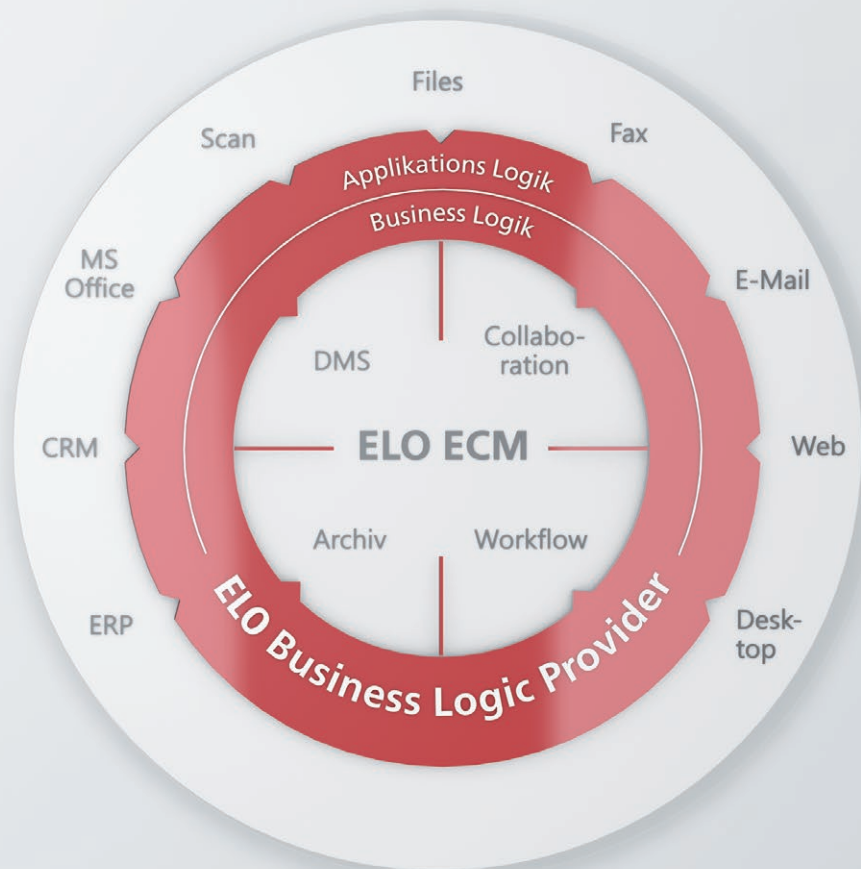 Files
Scan
Fax
Applikations Logik
Business Logik
MS
Office
E-Mail
DMS
Collabo-
ration
CRM
ELO ECM
Web
Archiv
Workflow
ERP
Desk-
top
ELO Business Logic Provider